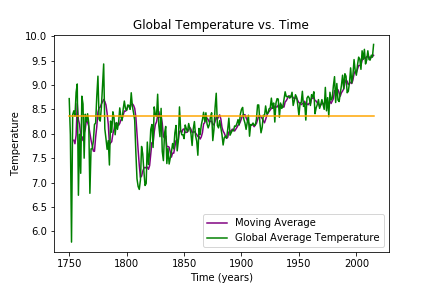 Global Temperature vs. Time
10.0
9.5
9.0
8.5
8.0
7.5
7.0
6.5
6.0
Temperature
Moving Average
Global Average Temperature
1750 1800 1850 1900 1950 2000
Time (years)